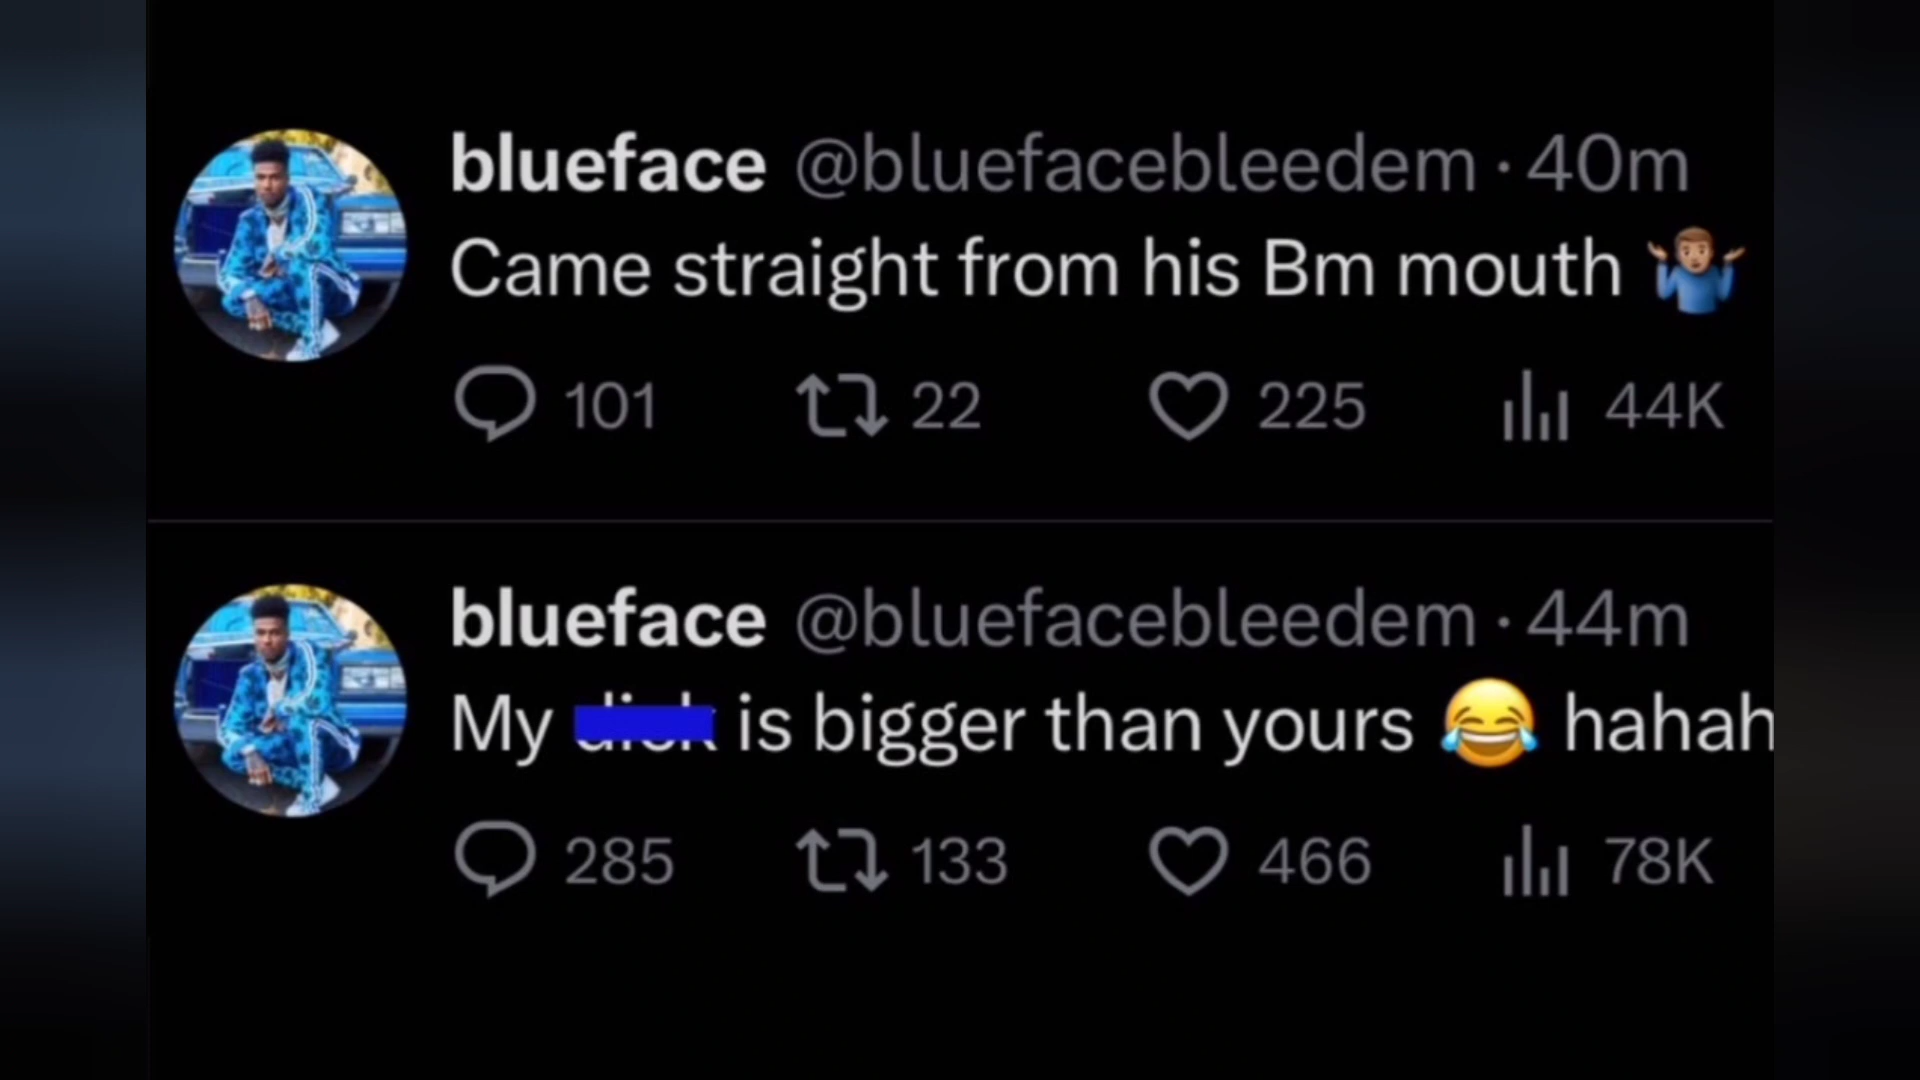 blueface @bluefacebleedem · 40m
Came straight from his Bm mouth 🤷🏽‍♂️
101 22 225 44K
blueface @bluefacebleedem · 44m
My dick is bigger than yours 😂 hahah
285 133 466 78K